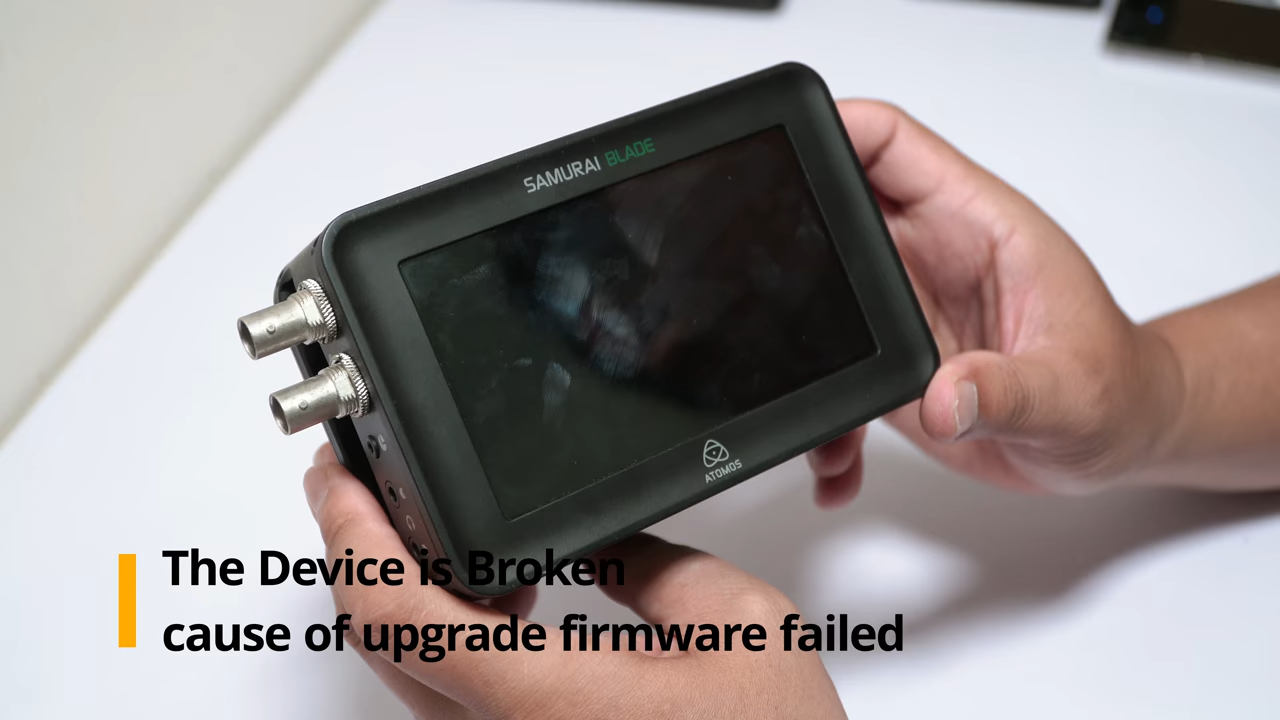 SAMURAI BLADE
ATOMOS
The Device is Broken
cause of upgrade firmware failed